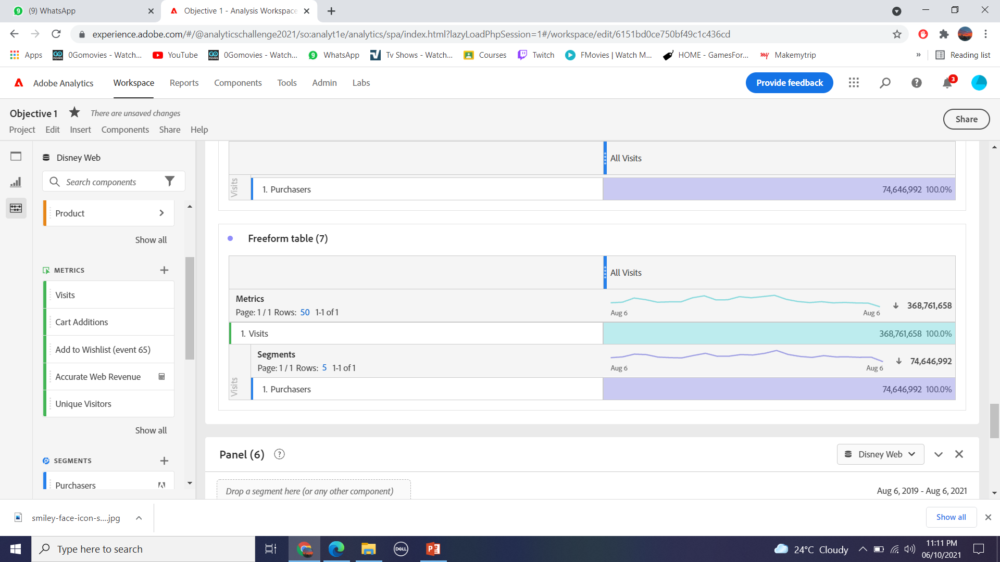 (9) WhatsApp
Objective 1 - Analysis Workspace
experience.adobe.com/#/@analyticschallenge2021/so:analyt1e/analytics/spa/index.html?lazyLoadPhpSession=1#/workspace/edit/6151bd0ce750bf49c1c436cd
Apps 0Gomovies - Watch... YouTube 0Gomovies - Watch... WhatsApp Tv Shows - Watch... Courses Twitch FMovies | Watch M... HOME - GamesFor... Makemytrip » Reading list
Adobe Analytics Workspace Reports Components Tools Admin Labs Provide feedback 3
Objective 1 There are unsaved changes
Share
Project Edit Insert Components Share Help
Disney Web
Search components
Product
Show all
METRICS
Visits
Cart Additions
Add to Wishlist (event 65)
Accurate Web Revenue
Unique Visitors
Show all
SEGMENTS
Purchasers
All Visits
Visits
1. Purchasers 74,646,992 100.0%
Freeform table (7)
All Visits
Metrics
Page: 1 / 1 Rows: 50 1-1 of 1
Aug 6 Aug 6 368,761,658
1. Visits 368,761,658 100.0%
Segments
Page: 1 / 1 Rows: 5 1-1 of 1
Aug 6 Aug 6 74,646,992
Visits
1. Purchasers 74,646,992 100.0%
Panel (6) ? Disney Web
Drop a segment here (or any other component)
Aug 6, 2019 - Aug 6, 2021
smiley-face-icon-s....jpg
Show all
Type here to search
DELL
24°C Cloudy
11:11 PM
06/10/2021